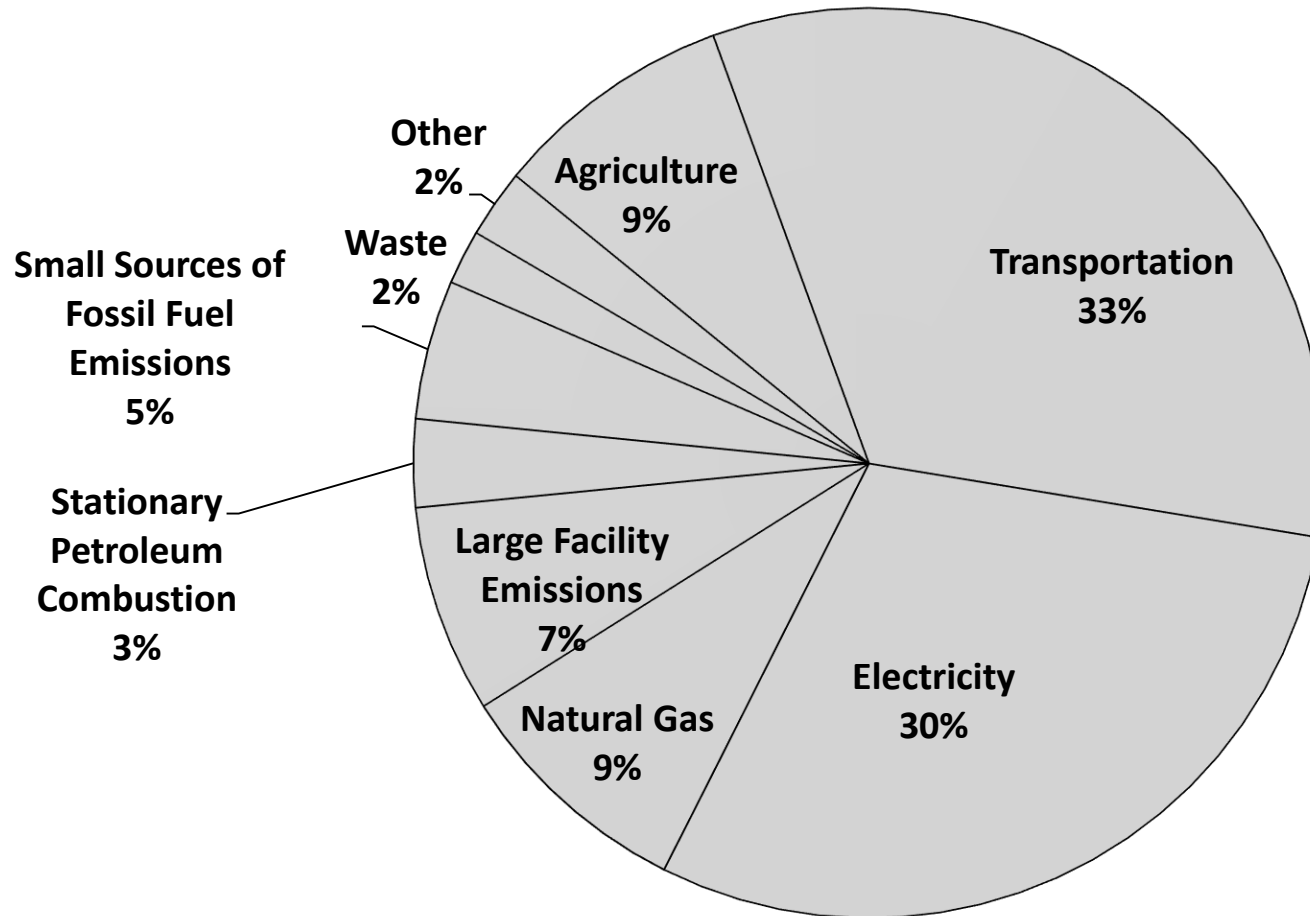 Other
2%
Agriculture
9%
Transportation
33%
Waste
2%
Small Sources of
Fossil Fuel
Emissions
5%
Stationary
Petroleum
Combustion
3%
Large Facility
Emissions
7%
Electricity
30%
Natural Gas
9%